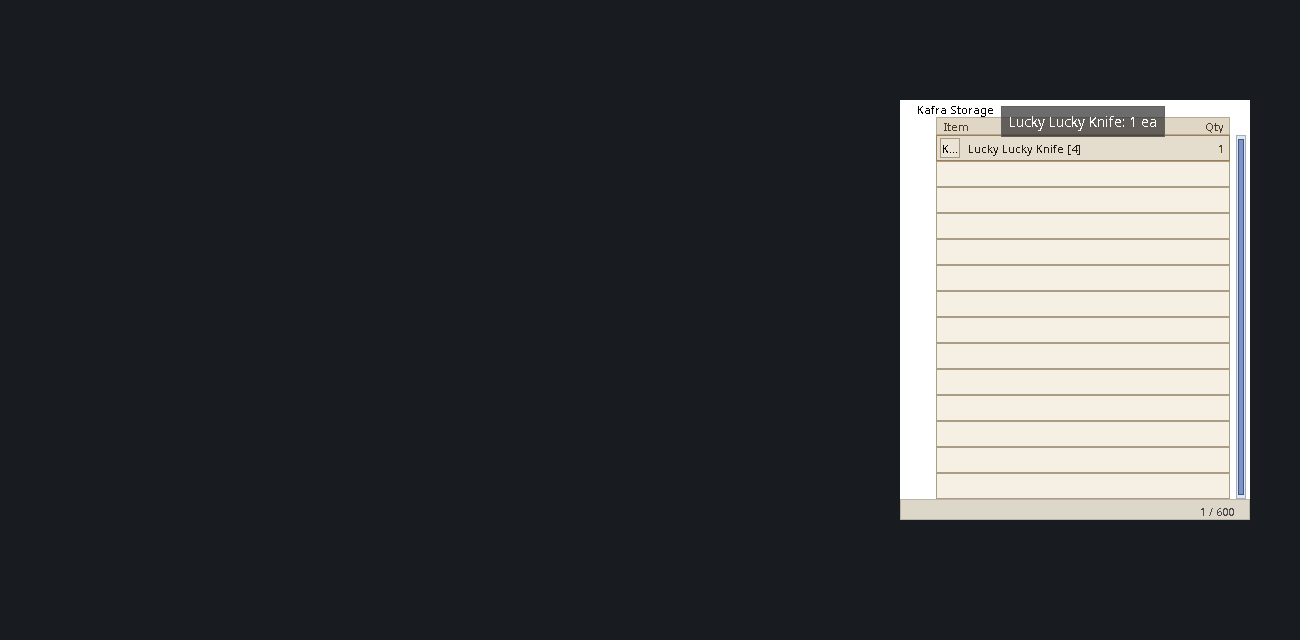 Kafra Storage
Lucky Lucky Knife: 1 ea
Item Qty
K... Lucky Lucky Knife [4] 1
1 / 600